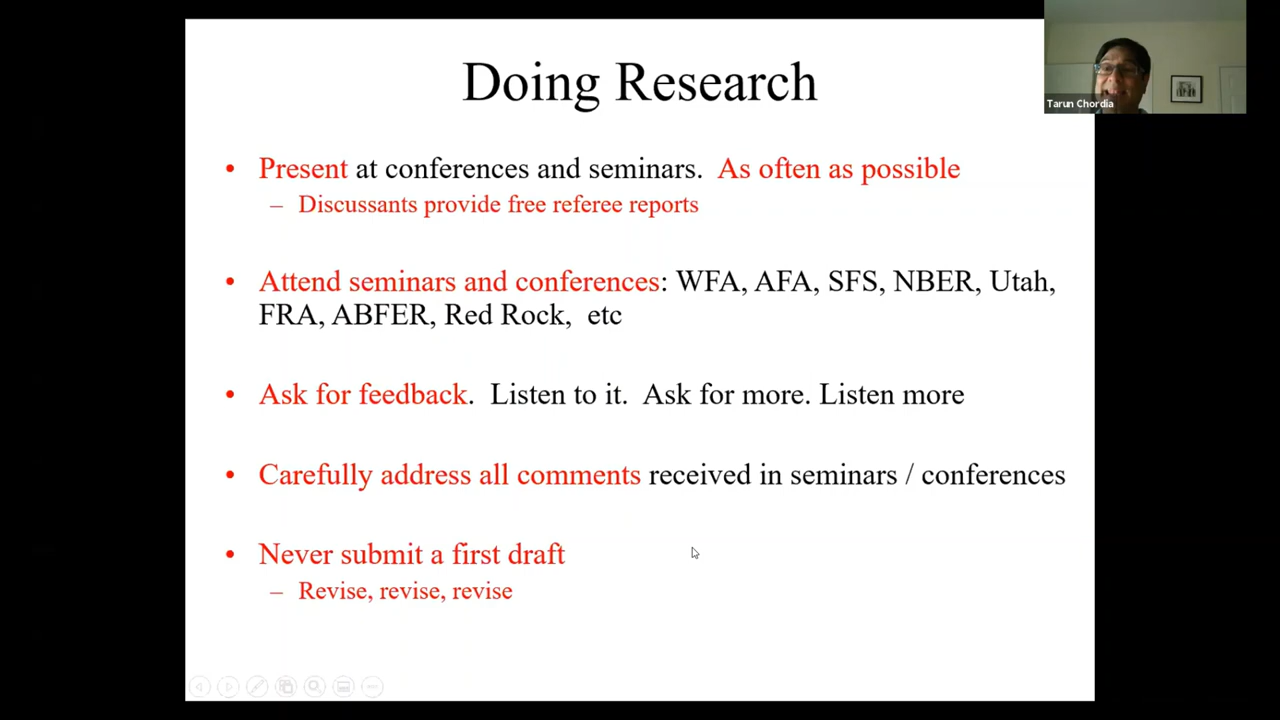 Doing Research
• Present at conferences and seminars. As often as possible
– Discussants provide free referee reports
• Attend seminars and conferences: WFA, AFA, SFS, NBER, Utah,
FRA, ABFER, Red Rock, etc
• Ask for feedback. Listen to it. Ask for more. Listen more
• Carefully address all comments received in seminars / conferences
• Never submit a first draft
– Revise, revise, revise
Tarun Chordia